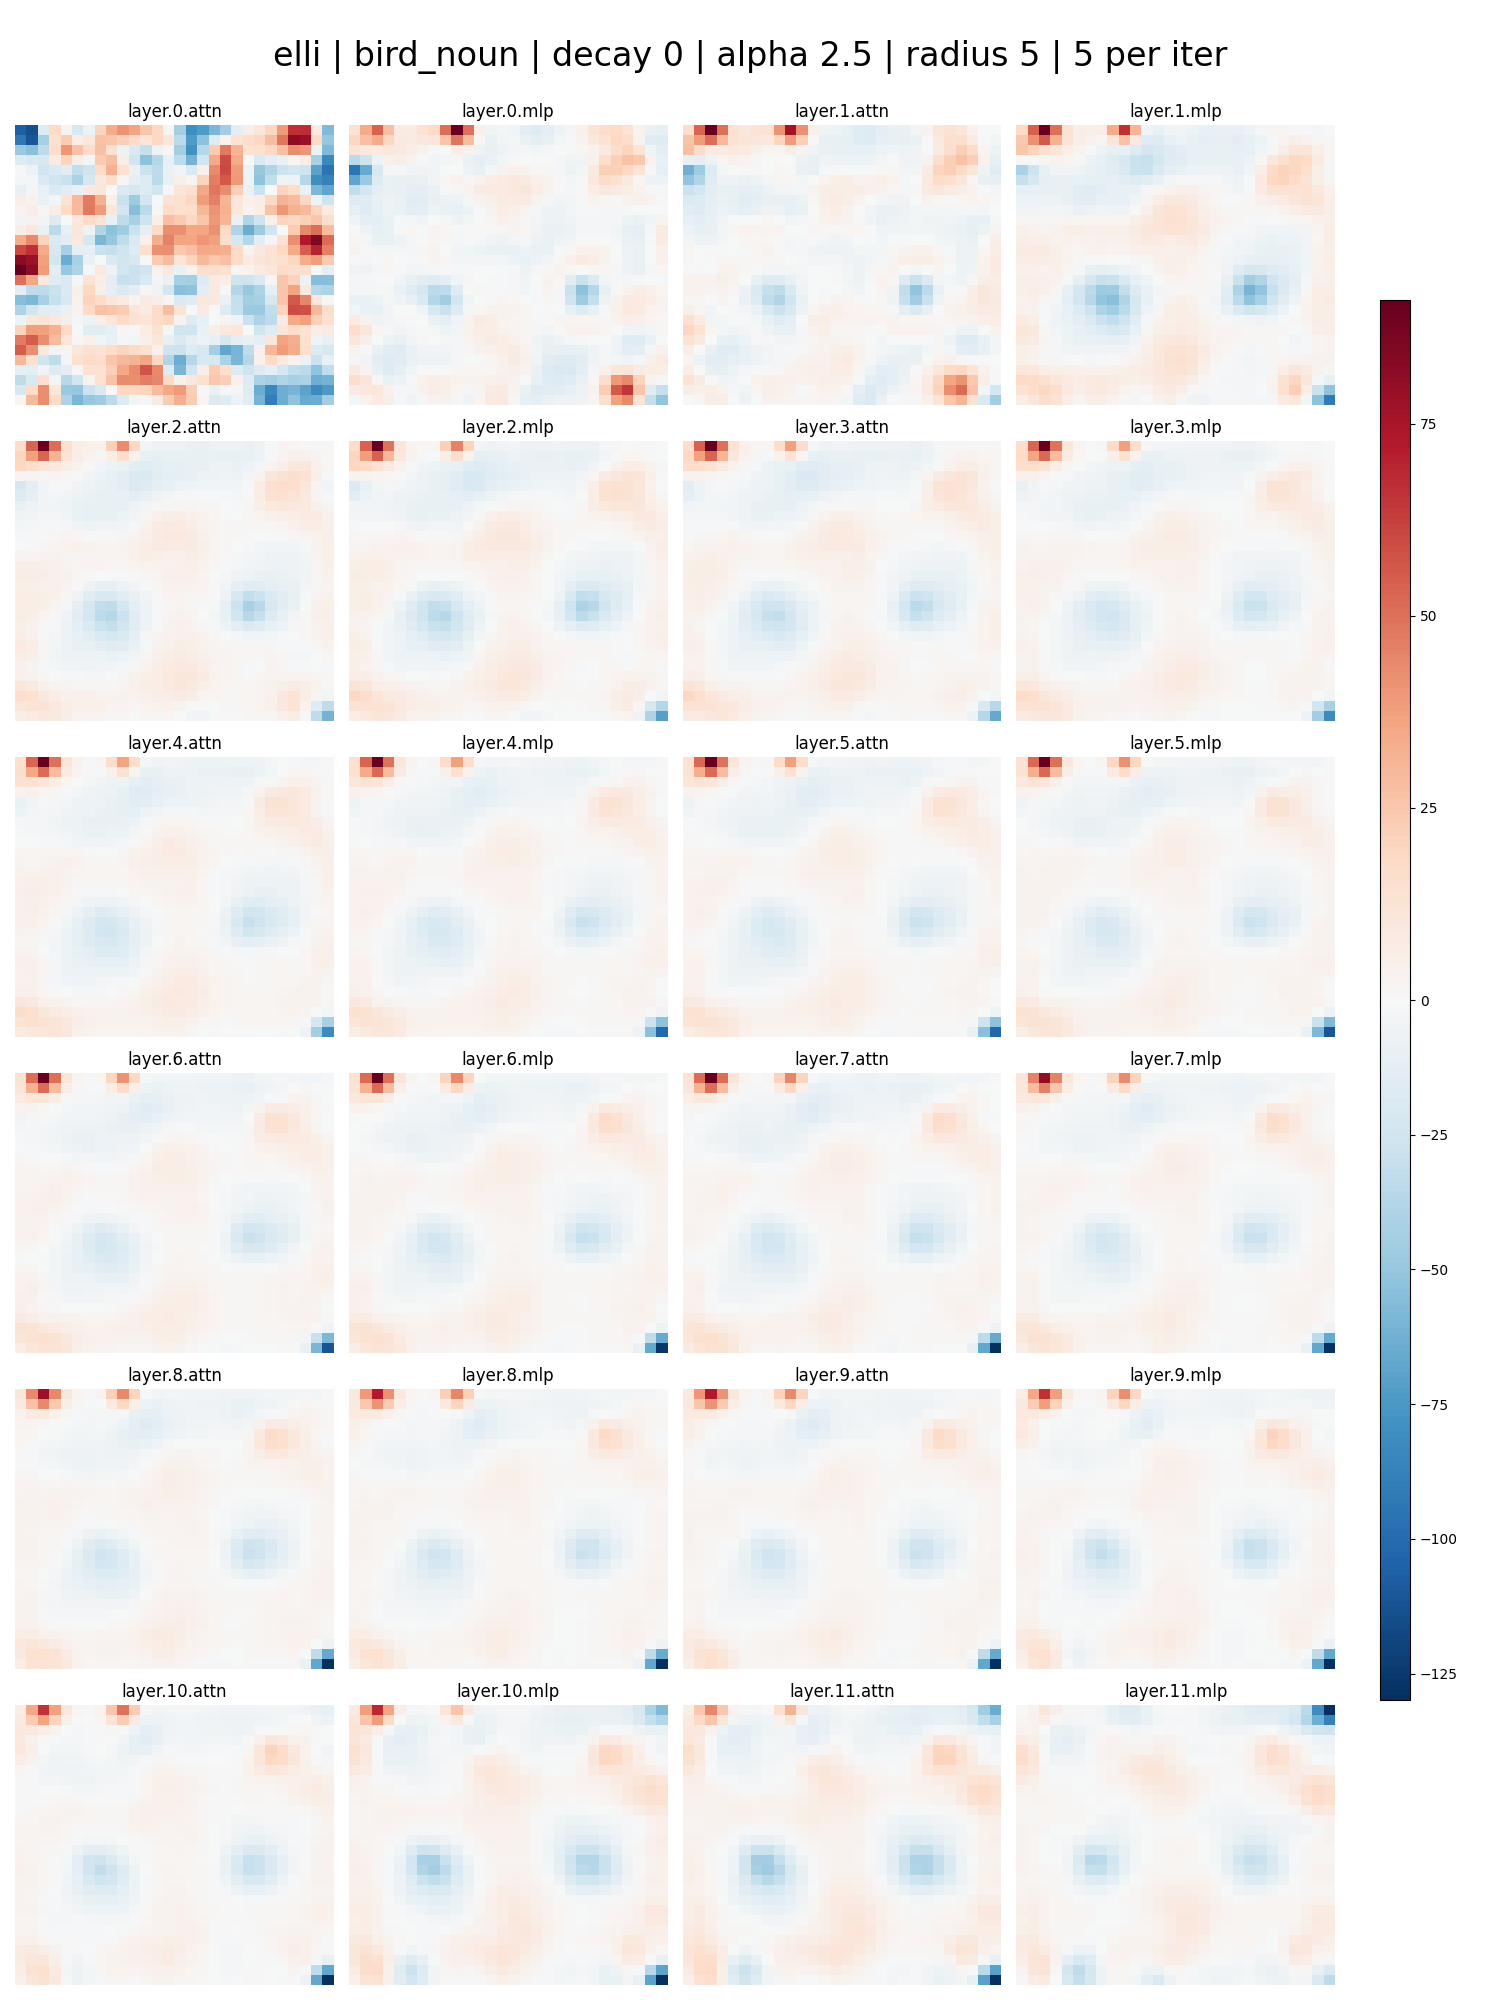 elli | bird_noun | decay 0 | alpha 2.5 | radius 5 | 5 per iter
layer.0.attn
layer.0.mlp
layer.1.attn
layer.1.mlp
layer.2.attn
layer.2.mlp
layer.3.attn
layer.3.mlp
layer.4.attn
layer.4.mlp
layer.5.attn
layer.5.mlp
layer.6.attn
layer.6.mlp
layer.7.attn
layer.7.mlp
layer.8.attn
layer.8.mlp
layer.9.attn
layer.9.mlp
layer.10.attn
layer.10.mlp
layer.11.attn
layer.11.mlp
75
50
25
0
−25
−50
−75
−100
−125